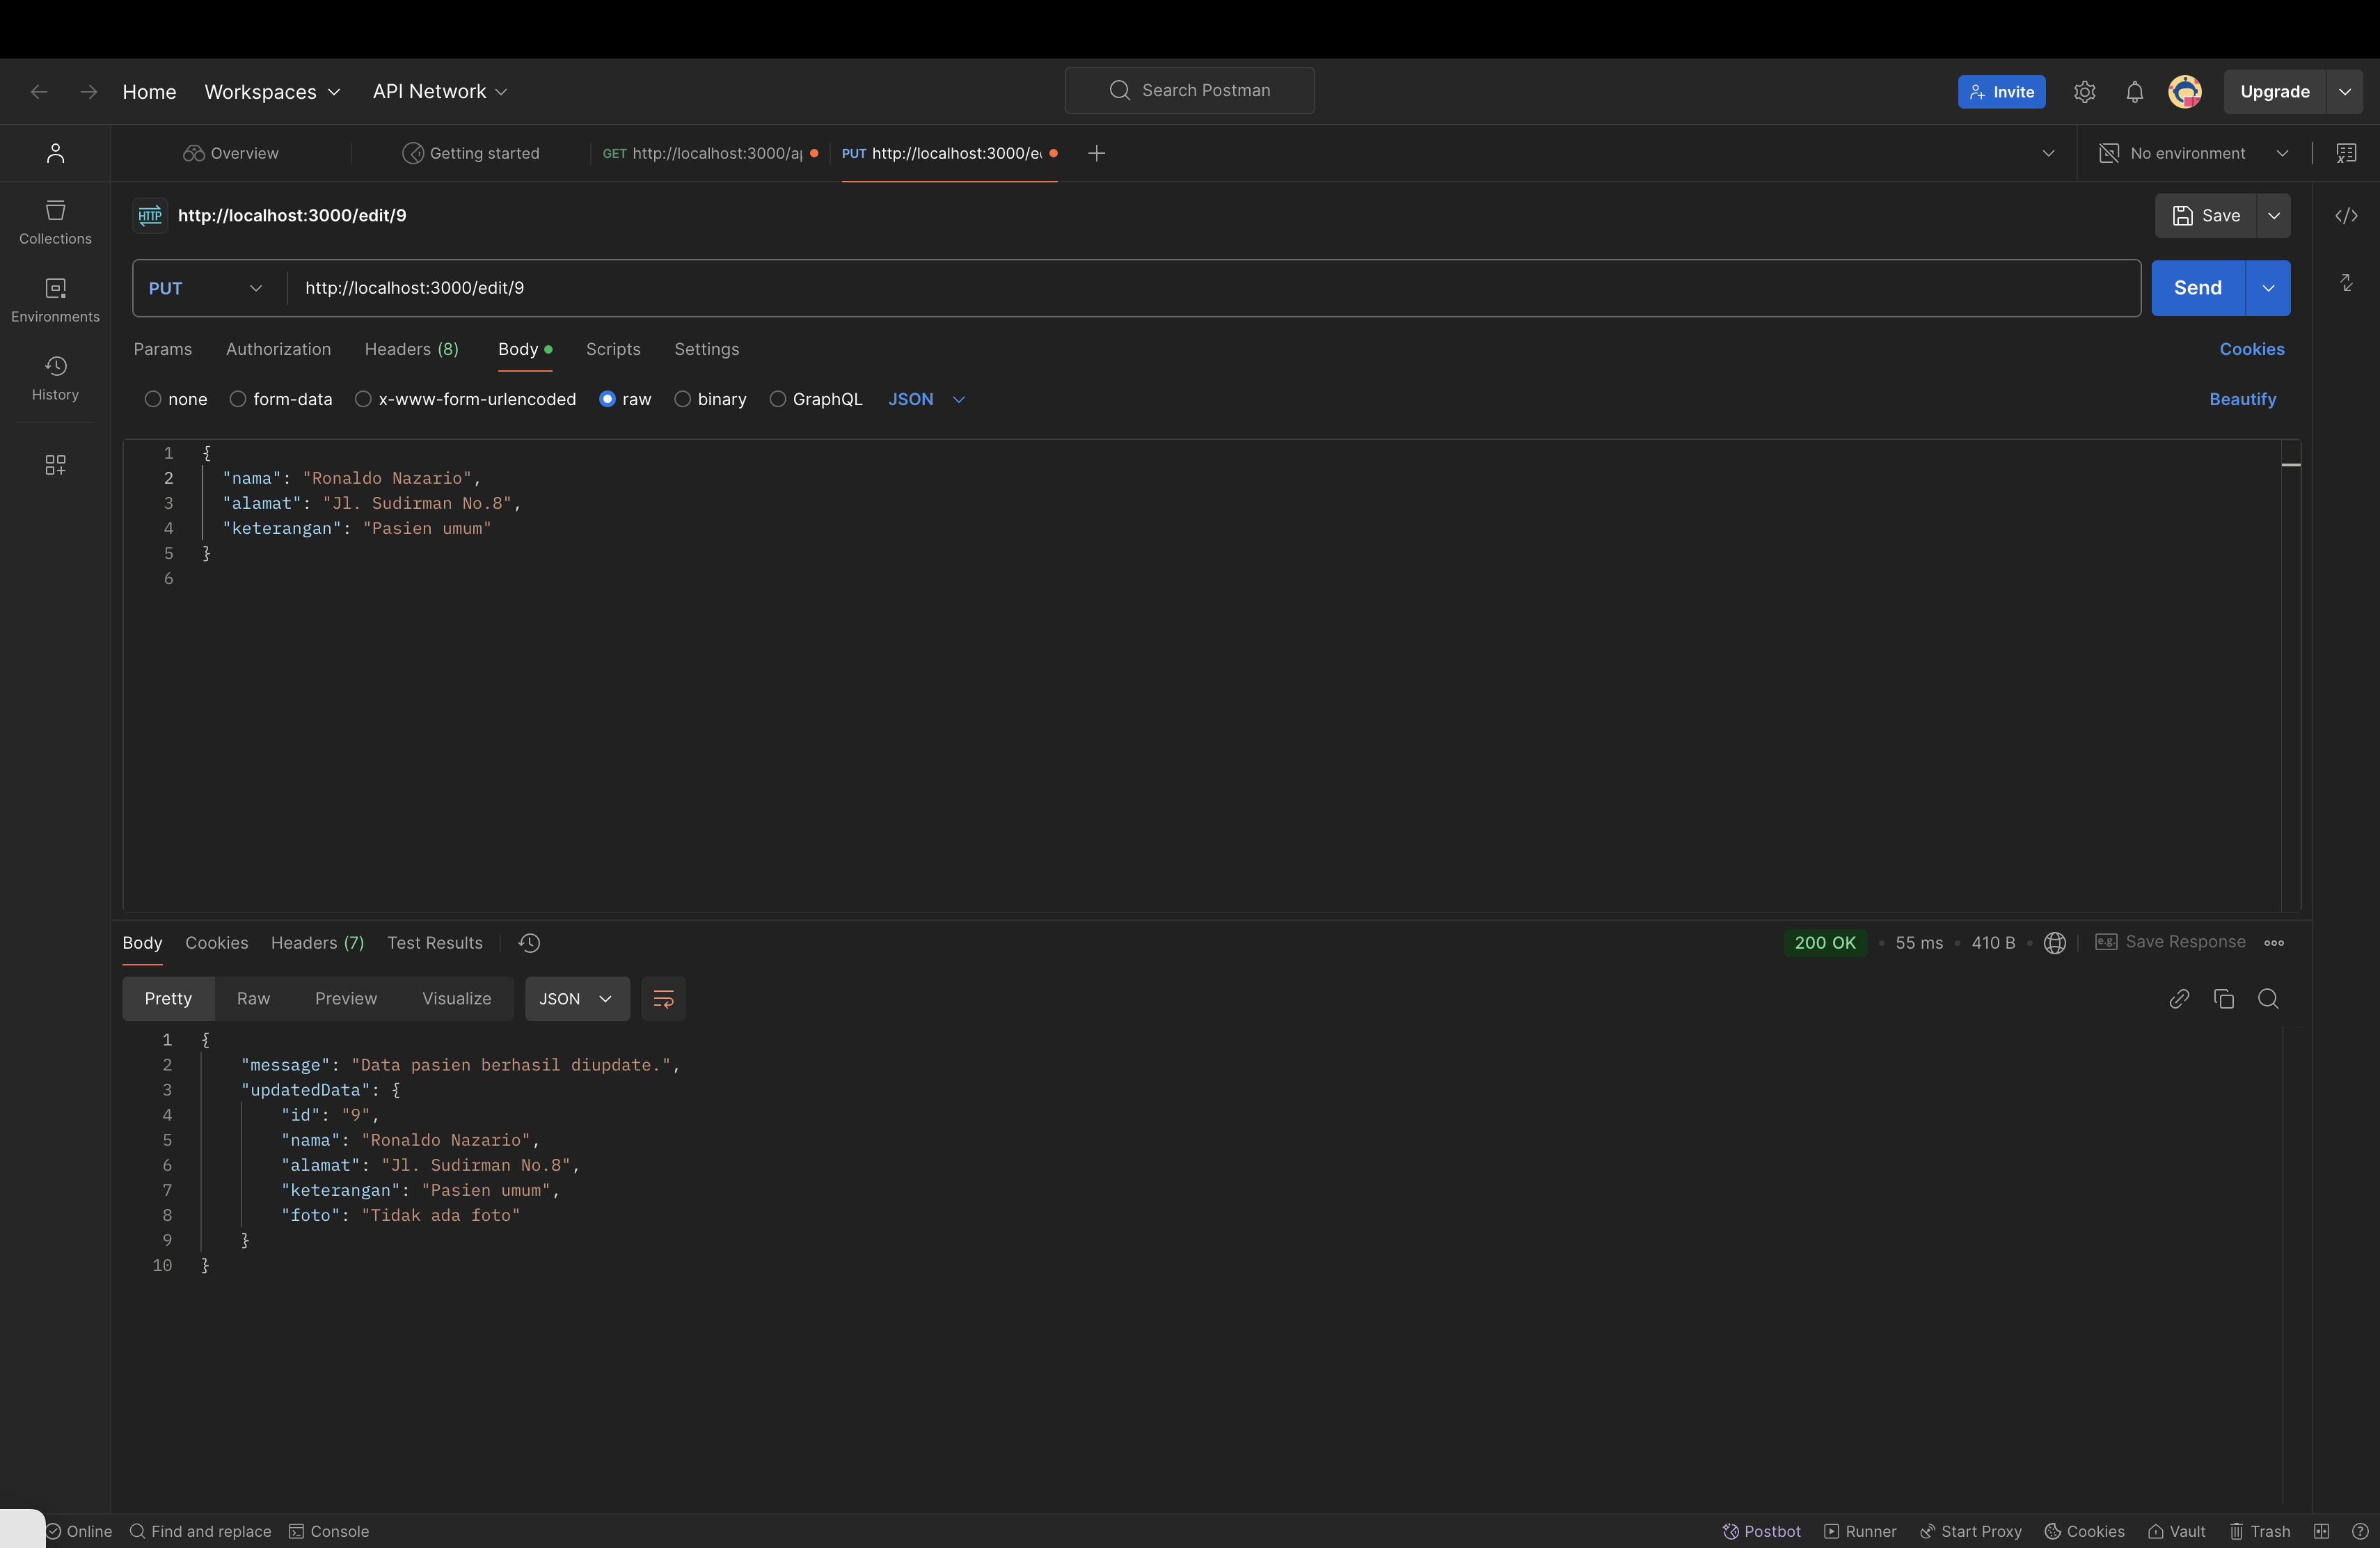 Home Workspaces API Network Search Postman Invite Upgrade
Overview Getting started GET http://localhost:3000/a PUT http://localhost:3000/e No environment
HTTP http://localhost:3000/edit/9 Save
Collections
PUT http://localhost:3000/edit/9 Send
Environments
Params Authorization Headers (8) Body Scripts Settings Cookies
History
none form-data x-www-form-urlencoded raw binary GraphQL JSON Beautify
1 {
2 "nama": "Ronaldo Nazario",
3 "alamat": "Jl. Sudirman No.8",
4 "keterangan": "Pasien umum"
5 }
6
Body Cookies Headers (7) Test Results 200 OK • 55 ms • 410 B • e.g. Save Response
Pretty Raw Preview Visualize JSON
1 {
2 "message": "Data pasien berhasil diupdate.",
3 "updatedData": {
4 "id": "9",
5 "nama": "Ronaldo Nazario",
6 "alamat": "Jl. Sudirman No.8",
7 "keterangan": "Pasien umum",
8 "foto": "Tidak ada foto"
9 }
10 }
Online Find and replace Console Postbot Runner Start Proxy Cookies Vault Trash